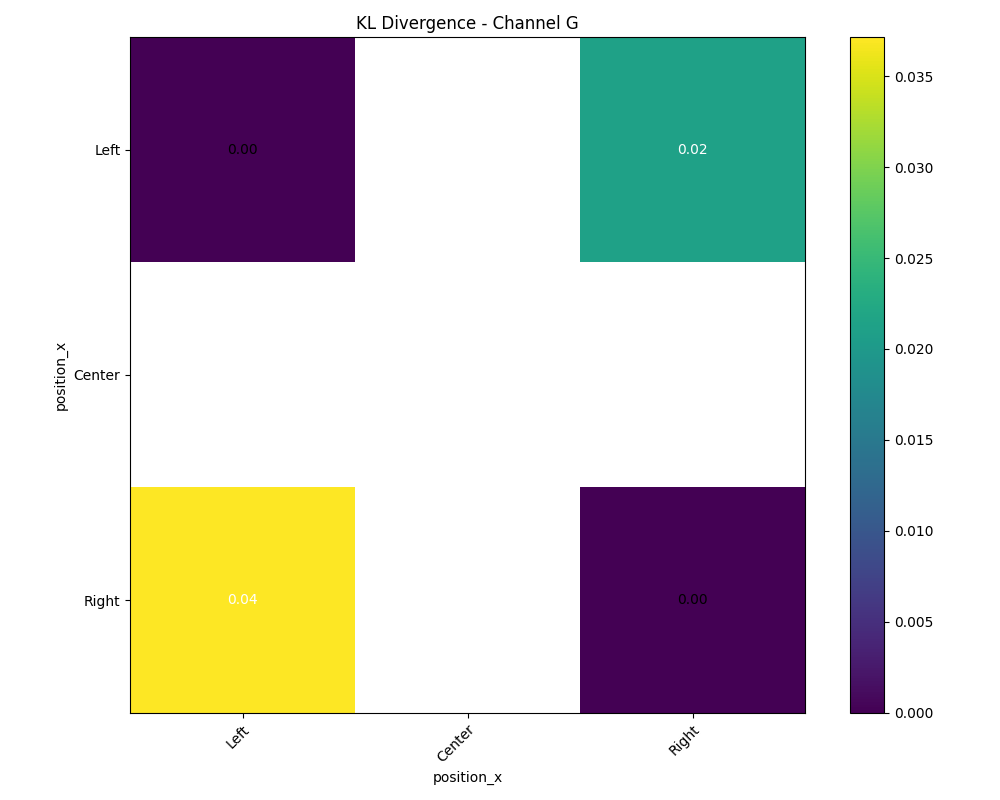 KL Divergence - Channel G
Left
0.00
0.02
Center
Right
0.04
0.00
position_x
Left
Center
Right
position_x
0.035
0.030
0.025
0.020
0.015
0.010
0.005
0.000